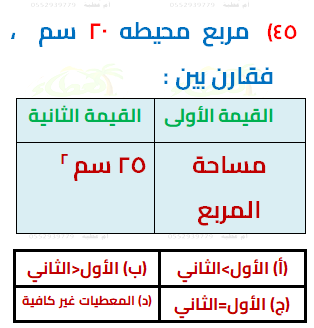 ٤٥) مربع محيطه ٢٠ سم ،
فقارن بين :
القيمة الأولى القيمة الثانية
مساحة المربع ٢٥ سم ٢
(أ) الأول>الثاني (ب) الأول<الثاني
(ج) الأول=الثاني (د) المعطيات غير كافية